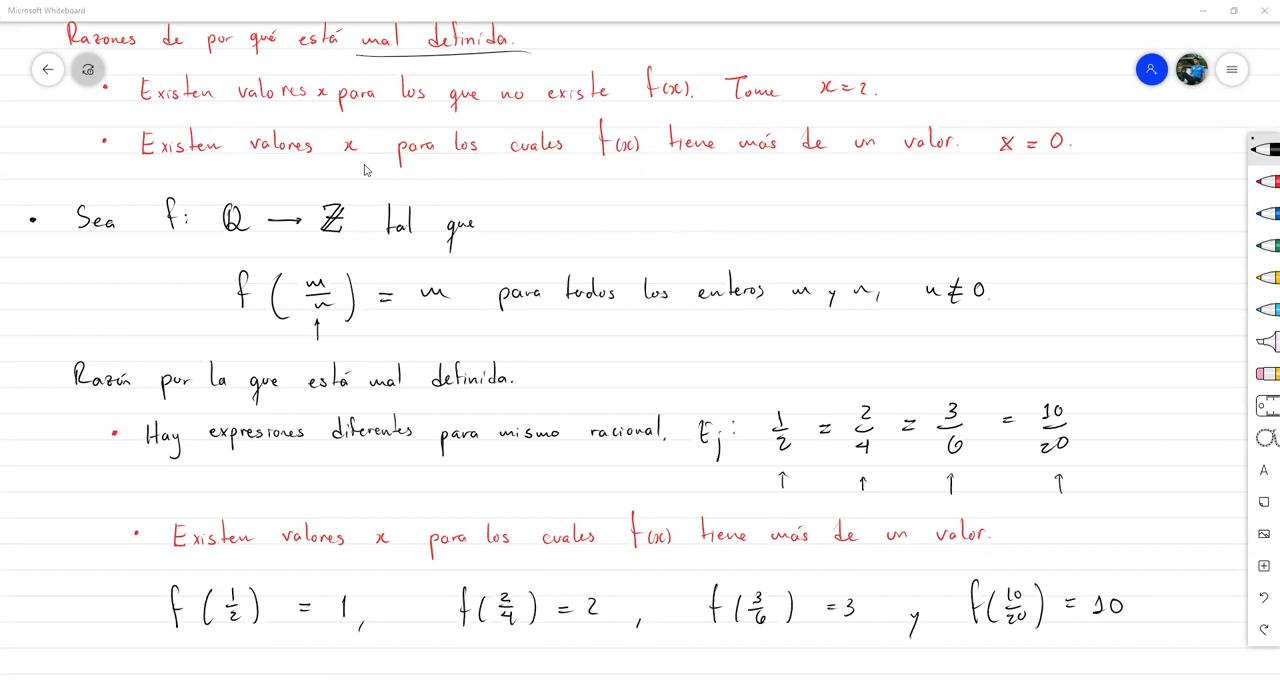 Microsoft Whiteboard
Razones de por qué está mal definida.
• Existen valores x para los que no existe f(x). Tome x=2.
• Existen valores x para los cuales f(x) tiene más de un valor. x = 0.
• Sea f: ℚ → ℤ tal que
f(m/n) = m para todos los enteros m y n, n ≠ 0.
↑
Razón por la que está mal definida.
• Hay expresiones diferentes para mismo racional. Ej: 1/2 = 2/4 = 3/6 = 10/20
↑ ↑ ↑ ↑
• Existen valores x para los cuales f(x) tiene más de un valor.
f(1/2) = 1, f(2/4) = 2, f(3/6) = 3 y f(10/20) = 10